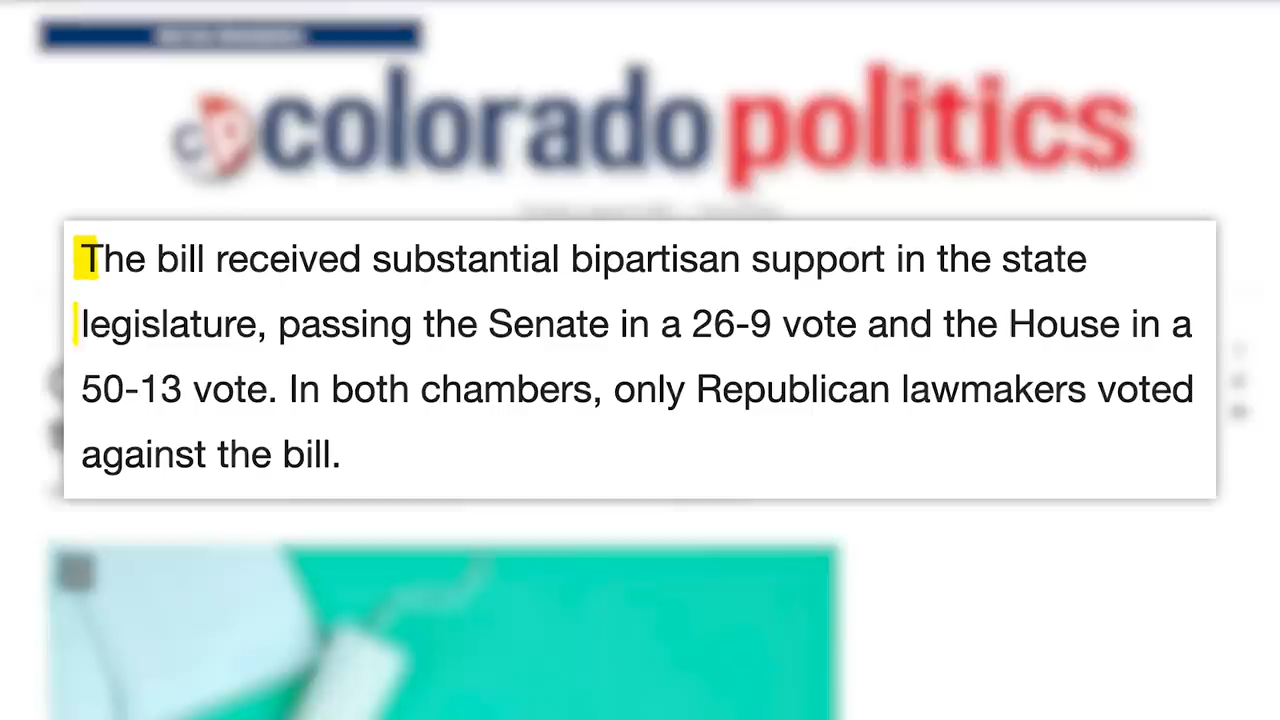 colorado politics
The bill received substantial bipartisan support in the state
legislature, passing the Senate in a 26-9 vote and the House in a
50-13 vote. In both chambers, only Republican lawmakers voted
against the bill.